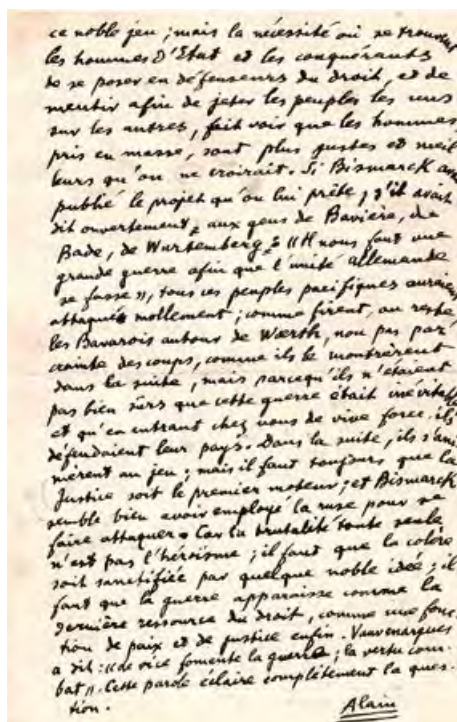 ce noble jeu ; mais la nécessité où se trouvent
les hommes d'Etat et les conquérants
de se poser en défenseurs du droit, et de
mentir afin de jeter les peuples les uns
sur les autres, fait voir que les hommes
pris en masse, sont plus justes et meil
leurs qu'on ne croirait. Si Bismarck
publié le projet qu'on lui prête, s'il avait
dit ouvertement, aux gens de Bavière, de
Bade, de Wurtemberg : « Il nous faut une
grande guerre afin que l'unité allemande
se fasse », tous ces peuples pacifiques auraient
attaqué mollement ; comme firent, au reste
les Bavarois autour de Wœrth, non pas par
crainte des coups, comme ils le montrèrent
dans la suite, mais parcequ'ils n'étaient
pas bien sûrs que cette guerre était inévitable
et qu'en entrant chez nous de vive force, ils
défendaient leur pays. Dans la suite, ils s'ani
mèrent au jeu ; mais il faut toujours que la
Justice soit le premier moteur ; et Bismarck
semble bien avoir employé la ruse pour se
faire attaquer. Car la brutalité toute seule
n'est pas l'héroïsme ; il faut que la colère
soit sanctifiée par quelque noble idée ; il
faut que la guerre apparaisse comme la
dernière ressource du droit, comme une fonc
tion de paix et de justice enfin. Vauvenargues
a dit : « le vice fomente la guerre ; la vertu com-
bat ». Cette parole éclaire complètement la ques-
tion.
Alain